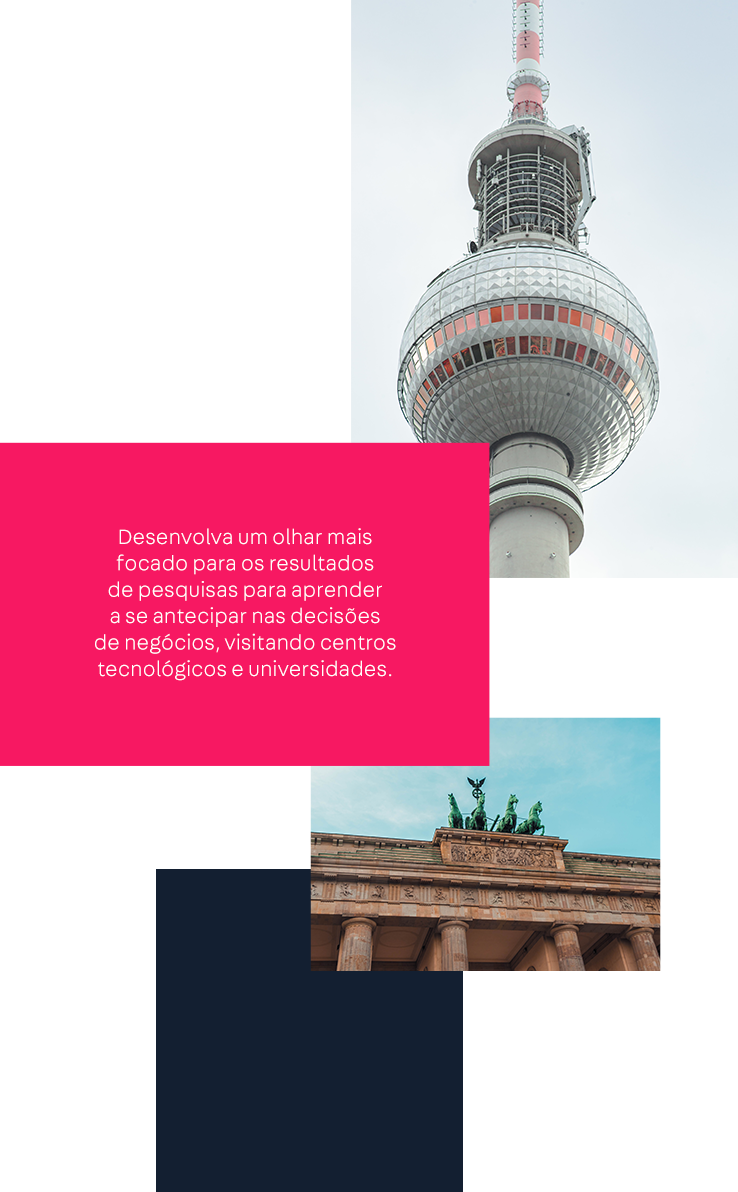 Desenvolva um olhar mais
focado para os resultados
de pesquisas para aprender
a se antecipar nas decisões
de negócios, visitando centros
tecnológicos e universidades.